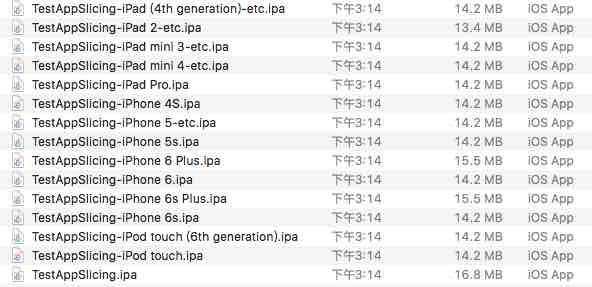 TestAppSlicing-iPad (4th generation)-etc.ipa 下午3:14 14.2 MB iOS App
TestAppSlicing-iPad 2-etc.ipa 下午3:14 13.4 MB iOS App
TestAppSlicing-iPad mini 3-etc.ipa 下午3:14 14.2 MB iOS App
TestAppSlicing-iPad mini 4-etc.ipa 下午3:14 14.2 MB iOS App
TestAppSlicing-iPad Pro.ipa 下午3:14 14.2 MB iOS App
TestAppSlicing-iPhone 4S.ipa 下午3:14 14.2 MB iOS App
TestAppSlicing-iPhone 5-etc.ipa 下午3:14 14.2 MB iOS App
TestAppSlicing-iPhone 5s.ipa 下午3:14 14.2 MB iOS App
TestAppSlicing-iPhone 6 Plus.ipa 下午3:14 15.5 MB iOS App
TestAppSlicing-iPhone 6.ipa 下午3:14 14.2 MB iOS App
TestAppSlicing-iPhone 6s Plus.ipa 下午3:14 15.5 MB iOS App
TestAppSlicing-iPhone 6s.ipa 下午3:14 14.2 MB iOS App
TestAppSlicing-iPod touch (6th generation).ipa 下午3:14 14.2 MB iOS App
TestAppSlicing-iPod touch.ipa 下午3:14 14.2 MB iOS App
TestAppSlicing.ipa 下午3:14 16.8 MB iOS App